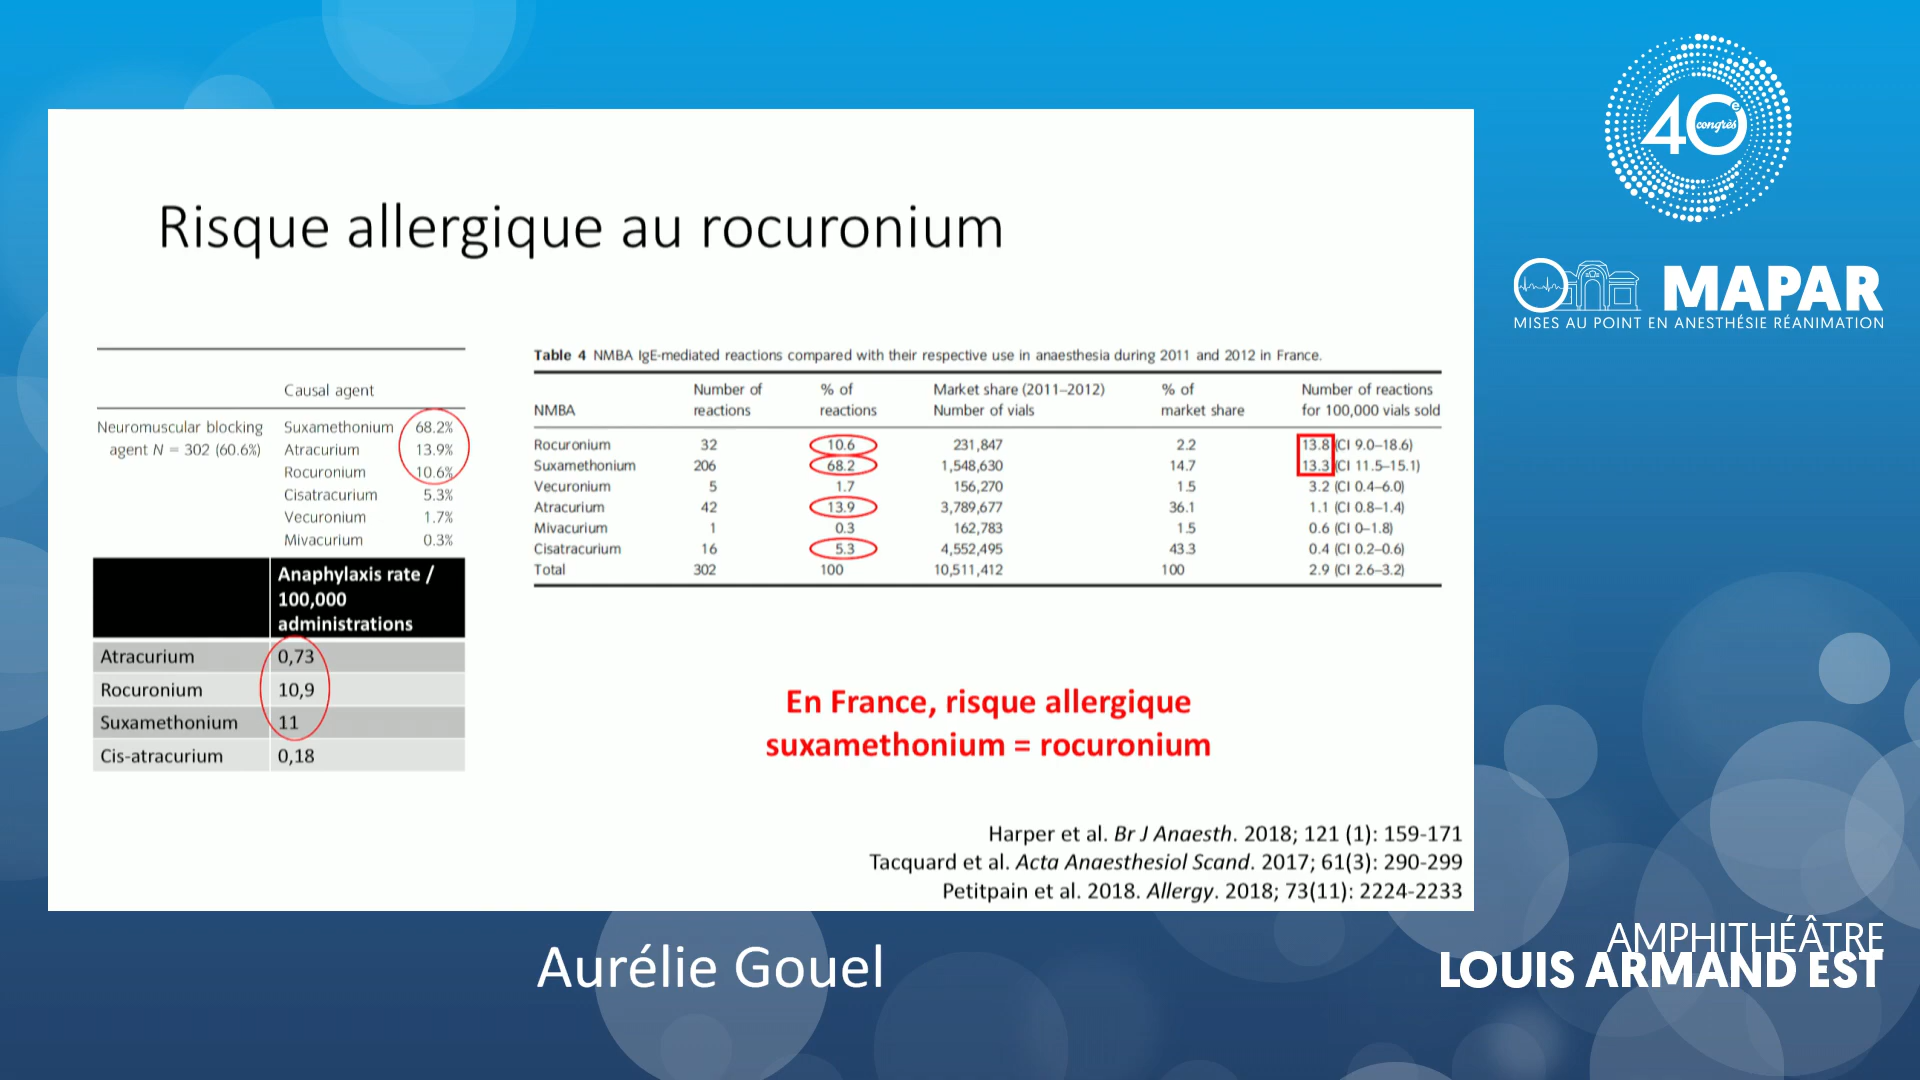 Risque allergique au rocuronium
Causal agent
Neuromuscular blocking Suxamethonium 68.2%
agent N = 302 (60.6%) Atracurium 13.9%
Rocuronium 10.6%
Cisatracurium 5.3%
Vecuronium 1.7%
Mivacurium 0.3%
Anaphylaxis rate /
100,000
administrations
Atracurium 0,73
Rocuronium 10,9
Suxamethonium 11
Cis-atracurium 0,18
Table 4 NMBA IgE-mediated reactions compared with their respective use in anaesthesia during 2011 and 2012 in France.
Number of % of Market share (2011–2012) % of Number of reactions
NMBA reactions reactions Number of vials market share for 100,000 vials sold
Rocuronium 32 10.6 231,847 2.2 13.8 (CI 9.0–18.6)
Suxamethonium 206 68.2 1,548,630 14.7 13.3 (CI 11.5–15.1)
Vecuronium 5 1.7 156,270 1.5 3.2 (CI 0.4–6.0)
Atracurium 42 13.9 3,789,677 36.1 1.1 (CI 0.8–1.4)
Mivacurium 1 0.3 162,783 1.5 0.6 (CI 0–1.8)
Cisatracurium 16 5.3 4,552,495 43.3 0.4 (CI 0.2–0.6)
Total 302 100 10,511,412 100 2.9 (CI 2.6–3.2)
En France, risque allergique
suxamethonium = rocuronium
Harper et al. Br J Anaesth. 2018; 121 (1): 159-171
Tacquard et al. Acta Anaesthesiol Scand. 2017; 61(3): 290-299
Petitpain et al. 2018. Allergy. 2018; 73(11): 2224-2233
40e
congrès
MAPAR
MISES AU POINT EN ANESTHÉSIE RÉANIMATION
Aurélie Gouel
AMPHITHÉÂTRE
LOUIS ARMAND EST